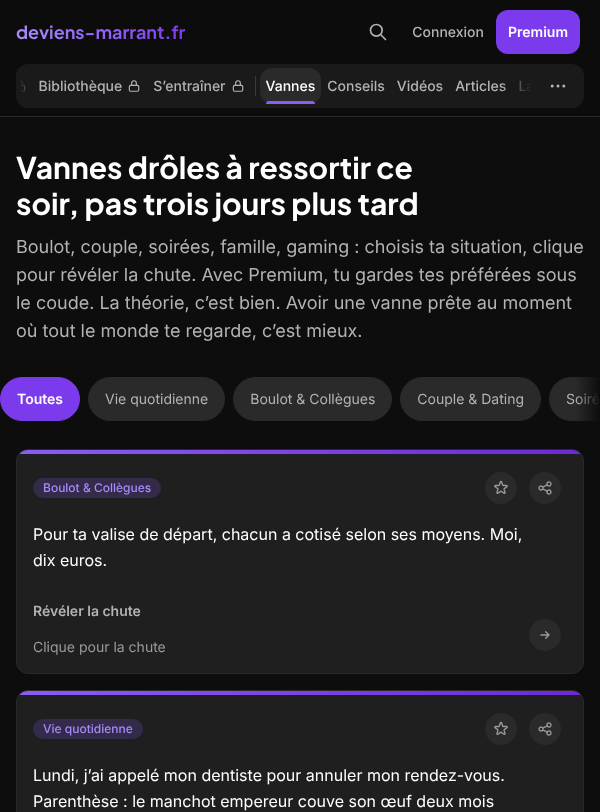 deviens-marrant.fr
Connexion
Premium
Bibliothèque
S’entraîner
Vannes
Conseils
Vidéos
Articles
Vannes drôles à ressortir ce
soir, pas trois jours plus tard
Boulot, couple, soirées, famille, gaming : choisis ta situation, clique
pour révéler la chute. Avec Premium, tu gardes tes préférées sous
le coude. La théorie, c’est bien. Avoir une vanne prête au moment
où tout le monde te regarde, c’est mieux.
Toutes
Vie quotidienne
Boulot & Collègues
Couple & Dating
Boulot & Collègues
Pour ta valise de départ, chacun a cotisé selon ses moyens. Moi,
dix euros.
Révéler la chute
Clique pour la chute
Vie quotidienne
Lundi, j’ai appelé mon dentiste pour annuler mon rendez-vous.
Parenthèse : le manchot empereur couve son œuf deux mois